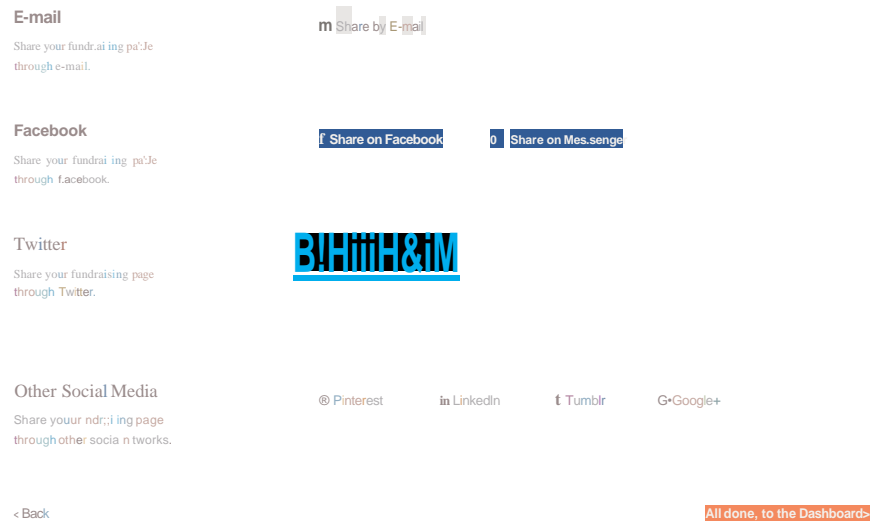 E-mail
m Share by E-mail
Share your fundr.ai ing pa':Je
through e-mail.
Facebook
f Share on Facebook 0 Share on Mes.senge
Share your fundrai ing pa':Je
through f.acebook.
Twitter
B!HiiiH&iM
Share your fundraising page
through Twitter.
Other Social Media
® Pinterest in LinkedIn t Tumblr G•Google+
Share youur ndr;;i ing page
through other socia n tworks.
< Back All done, to the Dashboard>